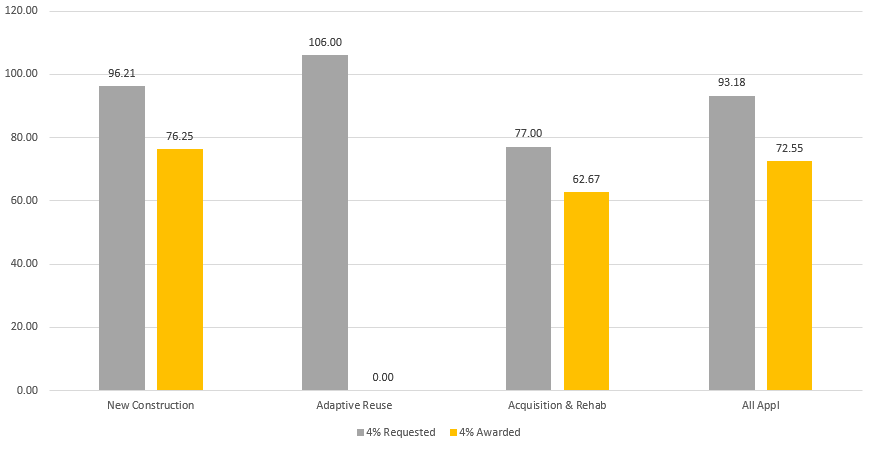 120.00
100.00
80.00
60.00
40.00
20.00
0.00
96.21
76.25
106.00
0.00
77.00
62.67
93.18
72.55
New Construction
Adaptive Reuse
Acquisition & Rehab
All Appl
4% Requested
4% Awarded